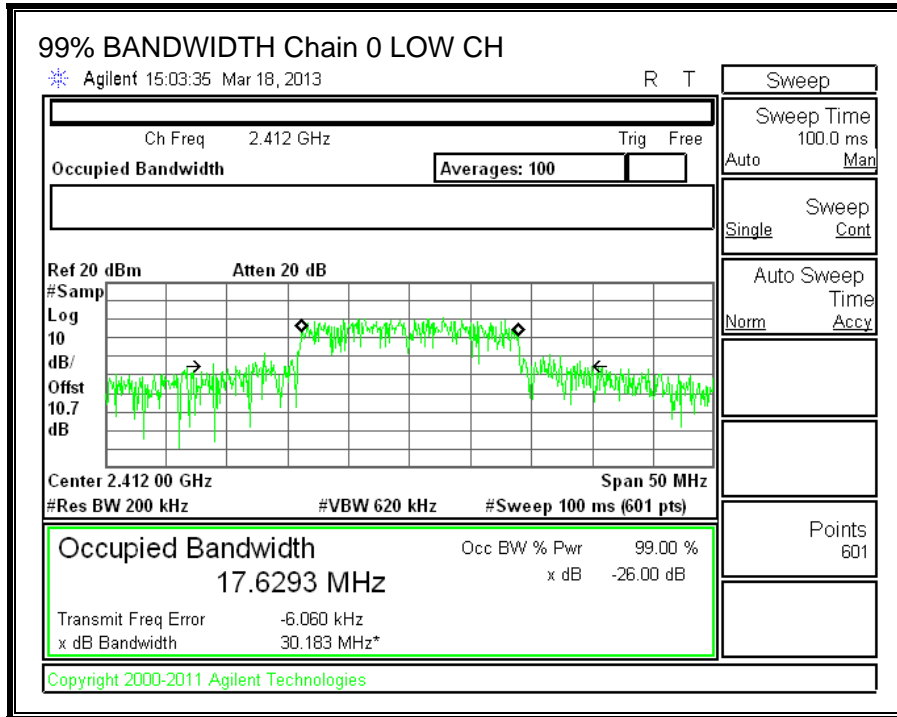 99% BANDWIDTH Chain 0 LOW CH
Agilent 15:03:35 Mar 18, 2013 R T
Ch Freq 2.412 GHz Trig Free
Occupied Bandwidth Averages: 100
Ref 20 dBm Atten 20 dB
#Samp
Log
10
dB/
Offst
10.7
dB
Center 2.412 00 GHz Span 50 MHz
#Res BW 200 kHz #VBW 620 kHz #Sweep 100 ms (601 pts)
Occupied Bandwidth Occ BW % Pwr 99.00 %
17.6293 MHz x dB -26.00 dB
Transmit Freq Error -6.060 kHz
x dB Bandwidth 30.183 MHz*
Copyright 2000-2011 Agilent Technologies
Sweep
Sweep Time
100.0 ms
Auto Man
Sweep
Single Cont
Auto Sweep
Time
Norm Accy
Points
601